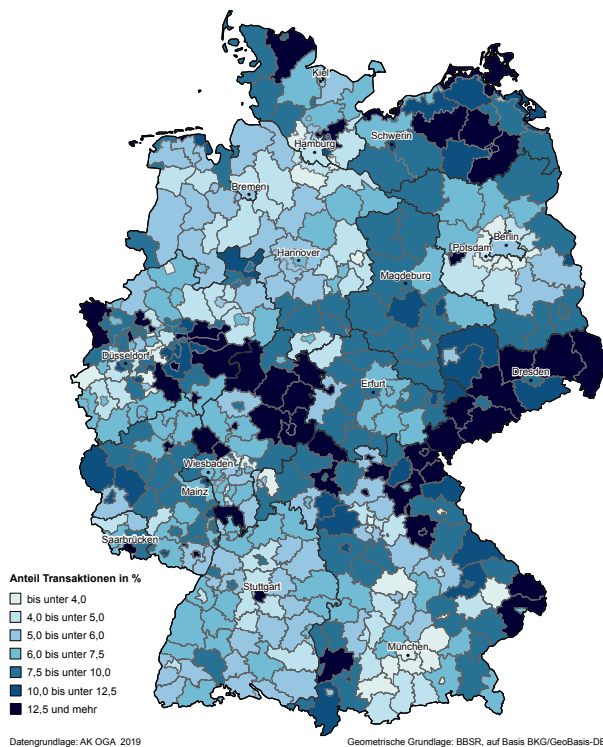 Kiel
Schwerin
Hamburg
Bremen
Berlin
Potsdam
Hannover
Magdeburg
Düsseldorf
Dresden
Erfurt
Wiesbaden
Mainz
Saarbrücken
Stuttgart
München
Anteil Transaktionen in %
bis unter 4,0
4,0 bis unter 5,0
5,0 bis unter 6,0
6,0 bis unter 7,5
7,5 bis unter 10,0
10,0 bis unter 12,5
12,5 und mehr
Datengrundlage: AK OGA 2019
Geometrische Grundlage: BBSR, auf Basis BKG/GeoBasis-DE